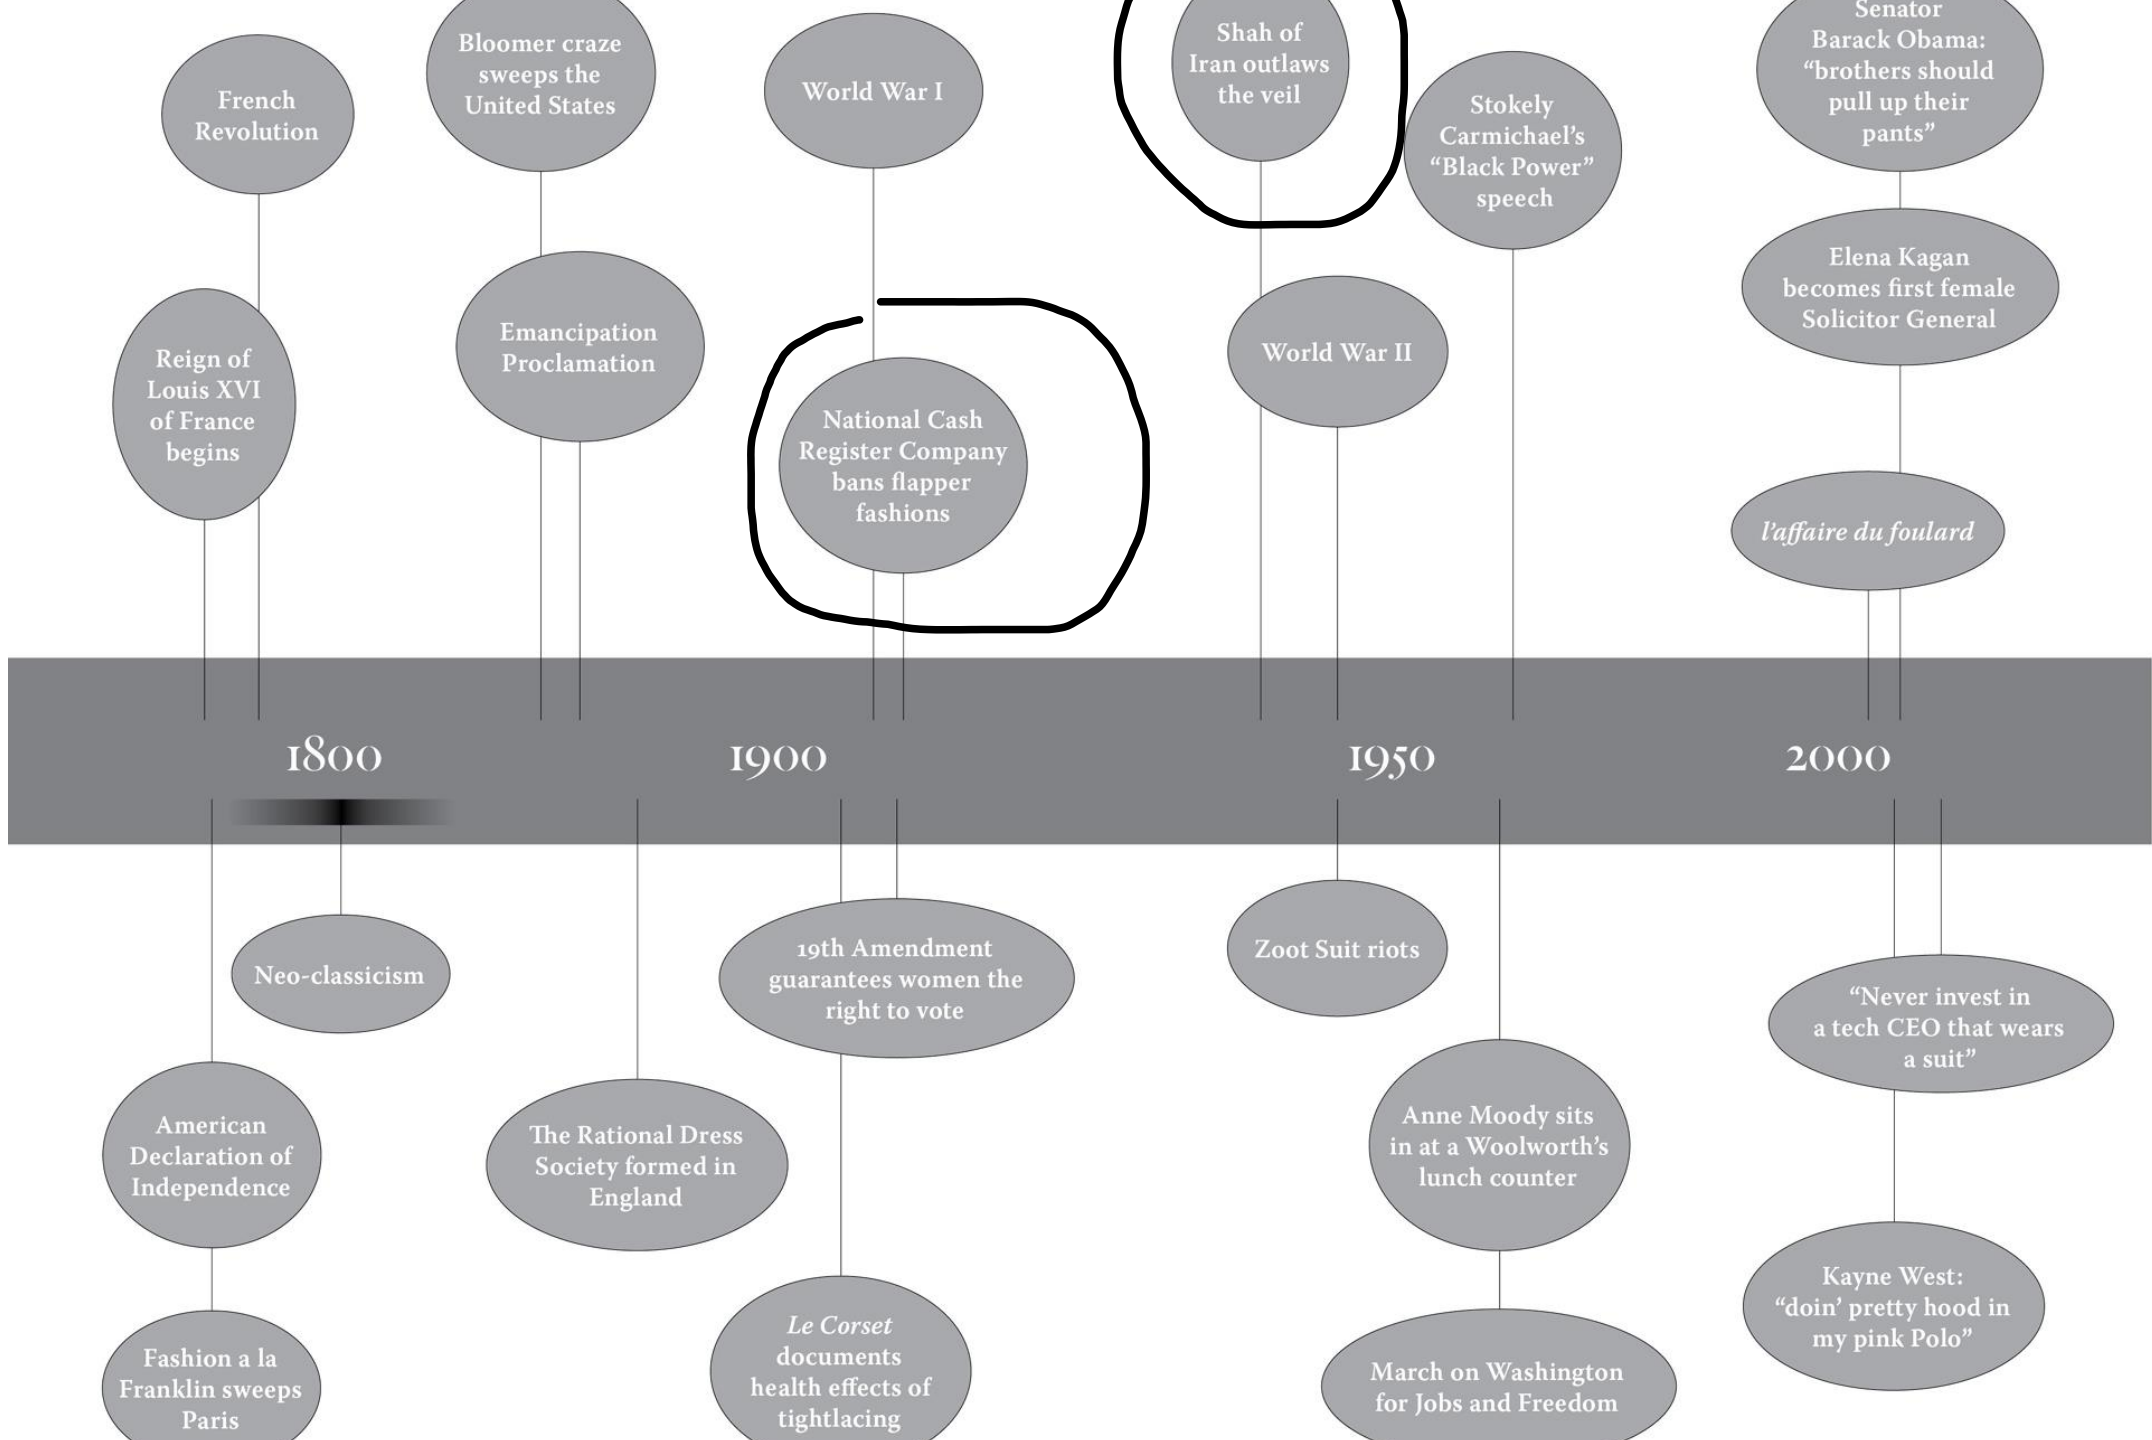 French
Revolution
Bloomer craze
sweeps the
United States
World War I
Shah of
Iran outlaws
the veil
Stokely
Carmichael’s
“Black Power”
speech
Senator
Barack Obama:
“brothers should
pull up their
pants”
Reign of
Louis XVI
of France
begins
Emancipation
Proclamation
National Cash
Register Company
bans flapper
fashions
World War II
Elena Kagan
becomes first female
Solicitor General
l’affaire du foulard
1800
1900
1950
2000
Neo-classicism
19th Amendment
guarantees women the
right to vote
Zoot Suit riots
“Never invest in
a tech CEO that wears
a suit”
American
Declaration of
Independence
The Rational Dress
Society formed in
England
Anne Moody sits
in at a Woolworth’s
lunch counter
Kayne West:
“doin’ pretty hood in
my pink Polo”
Fashion a la
Franklin sweeps
Paris
Le Corset
documents
health effects of
tightlacing
March on Washington
for Jobs and Freedom